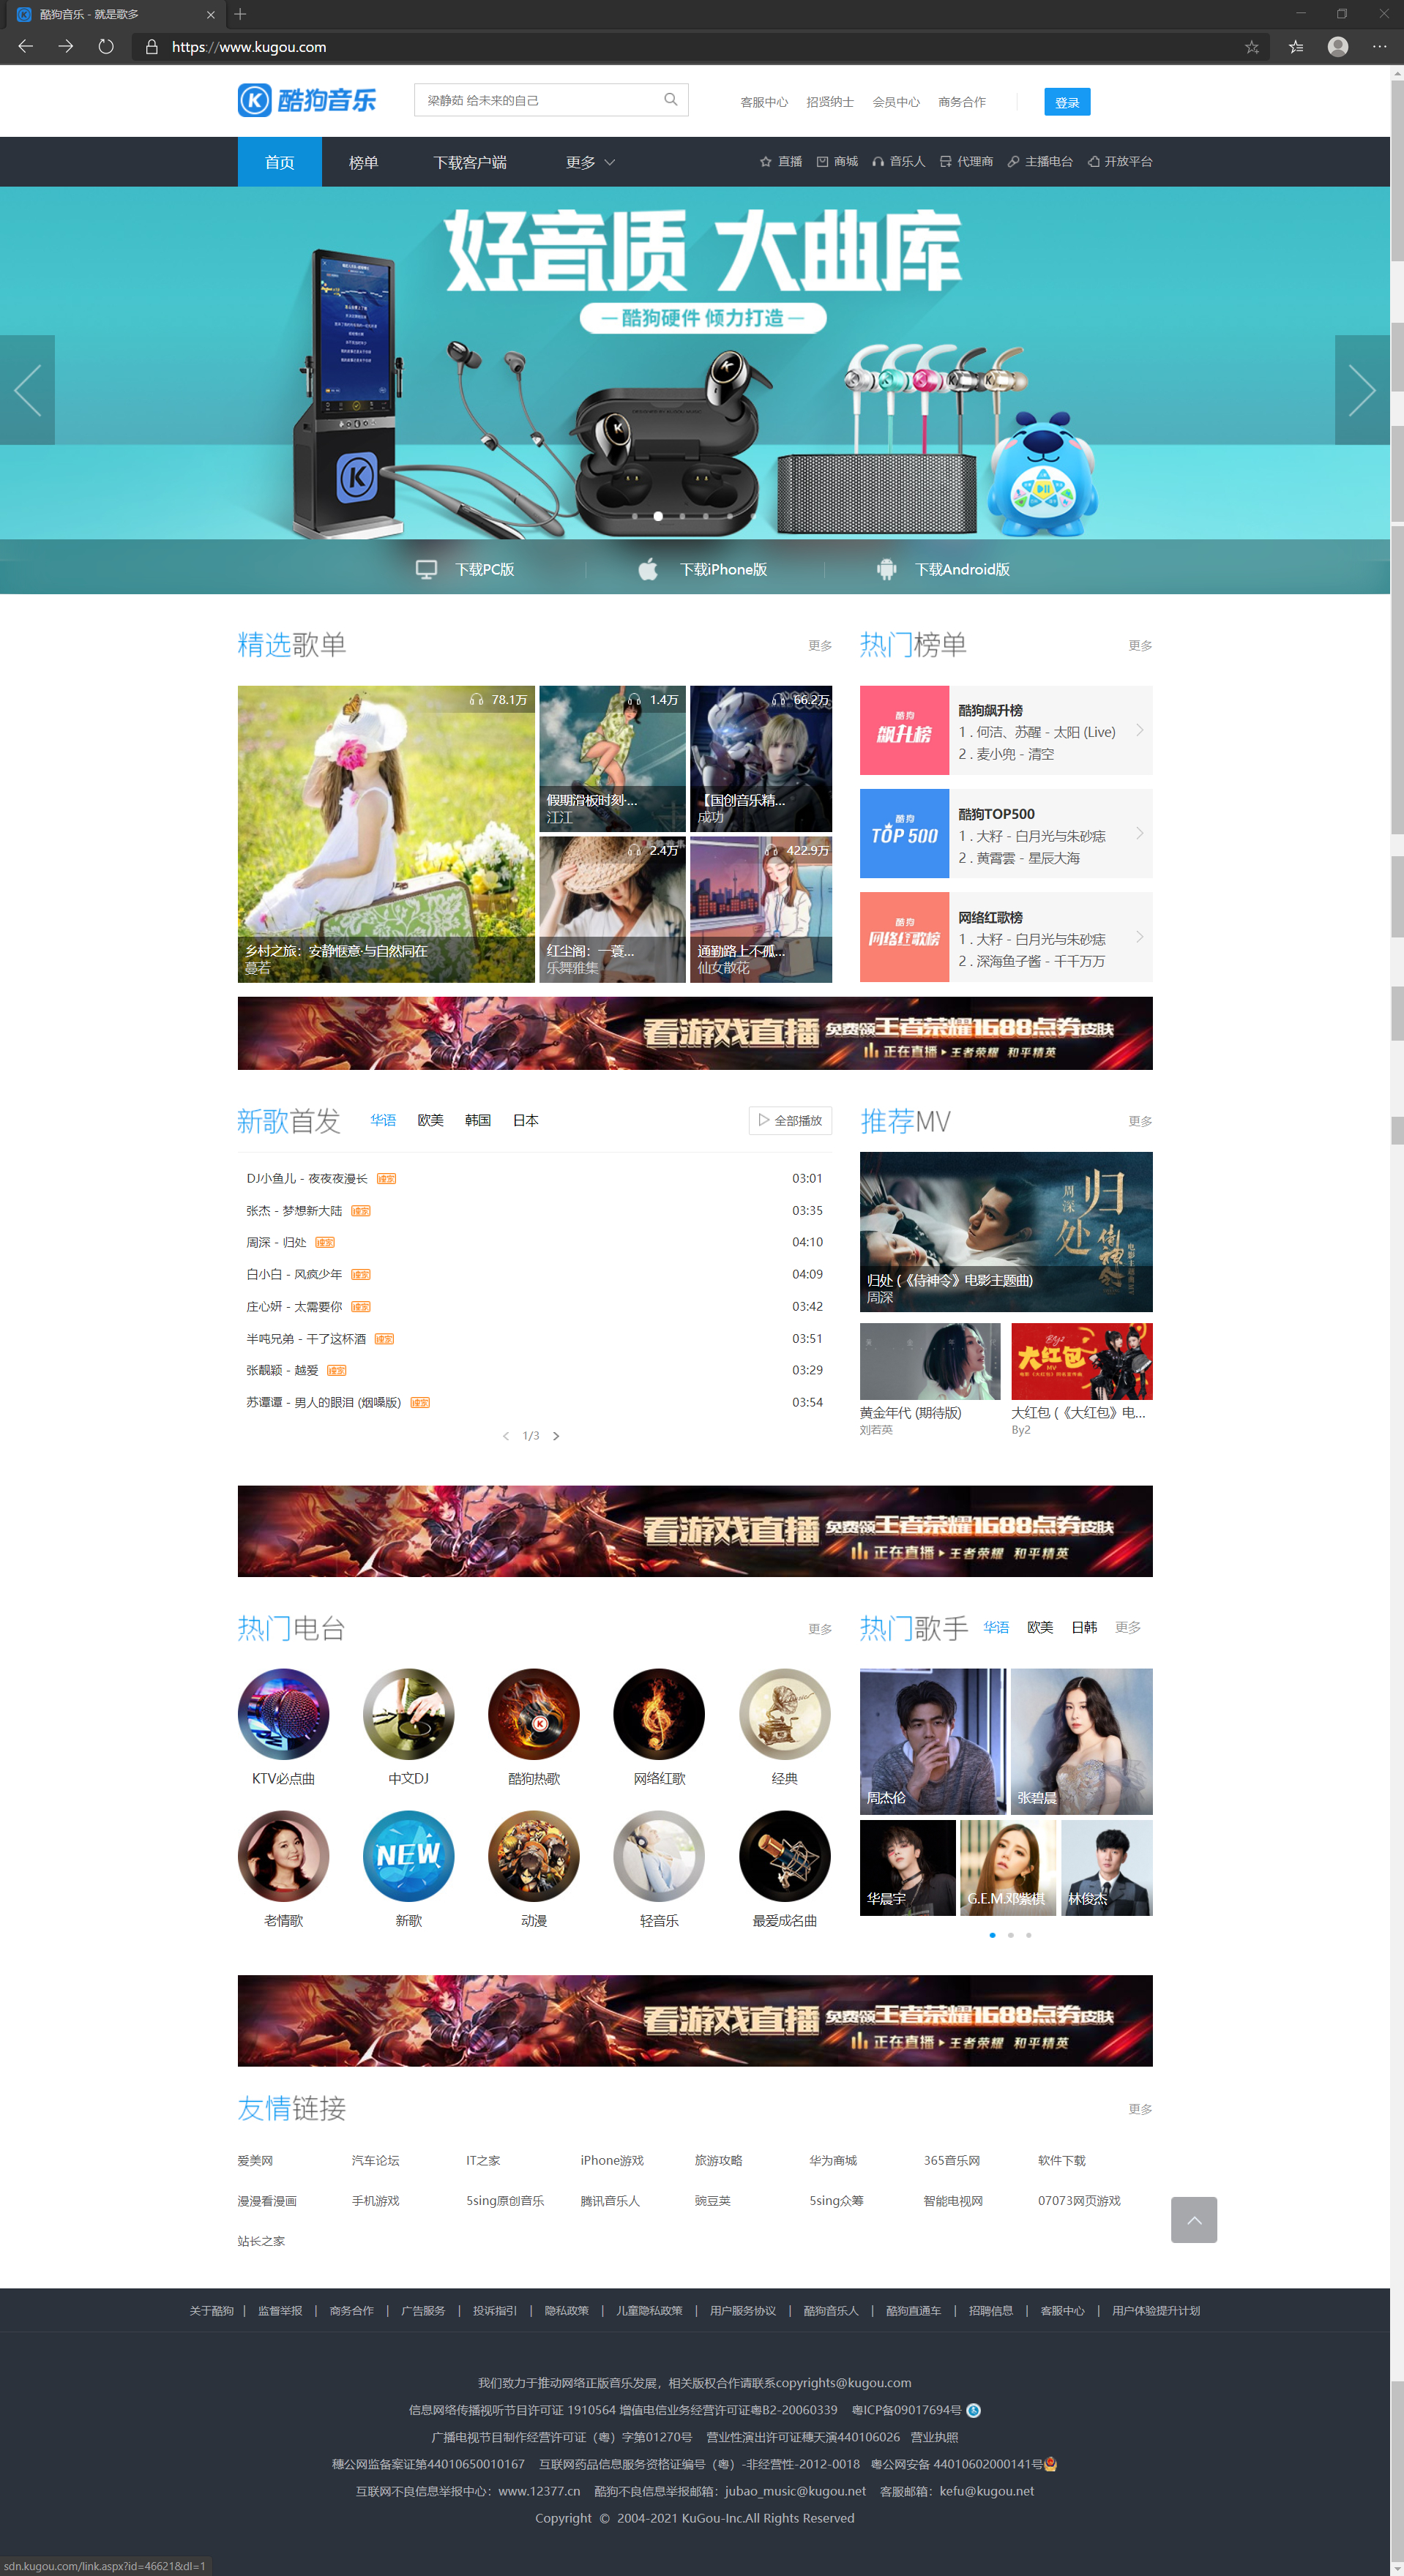 酷狗音乐 - 就是歌多
https://www.kugou.com
酷狗音乐
梁静茹 给未来的自己
客服中心 招贤纳士 会员中心 商务合作
登录
首页 榜单 下载客户端 更多
直播 商城 音乐人 代理商 主播电台 开放平台
好音质 大曲库
酷狗硬件 倾力打造
下载PC版 下载iPhone版 下载Android版
精选歌单 更多
78.1万
乡村之旅：安静惬意·与自然同在
蔓若
1.4万
假期滑板时刻·...
江江
66.2万
【国创音乐精...
成功
2.4万
红尘阁：一蓑...
乐舞雅集
422.9万
通勤路上不孤...
仙女散花
热门榜单 更多
酷狗
飙升榜
酷狗飙升榜
1 . 何洁、苏醒 - 太阳 (Live)
2 . 麦小兜 - 清空
酷狗
TOP 500
酷狗TOP500
1 . 大籽 - 白月光与朱砂痣
2 . 黄霄雲 - 星辰大海
酷狗
网络红歌榜
网络红歌榜
1 . 大籽 - 白月光与朱砂痣
2 . 深海鱼子酱 - 千千万万
看游戏直播 免费领王者荣耀1688点券皮肤
正在直播 王者荣耀 和平精英
新歌首发 华语 欧美 韩国 日本
全部播放
DJ小鱼儿 - 夜夜夜漫长 独家 03:01
张杰 - 梦想新大陆 独家 03:35
周深 - 归处 独家 04:10
白小白 - 风疯少年 独家 04:09
庄心妍 - 太需要你 独家 03:42
半吨兄弟 - 干了这杯酒 独家 03:51
张靓颖 - 越爱 独家 03:29
苏谭谭 - 男人的眼泪 (烟嗓版) 独家 03:54
1/3
推荐MV 更多
周深
归处
侍神令
归处 (《侍神令》电影主题曲)
周深
黄金年代 (期待版)
刘若英
By2
大红包
MV
大红包 (《大红包》电...
By2
看游戏直播 免费领王者荣耀1688点券皮肤
正在直播 王者荣耀 和平精英
热门电台 更多
KTV必点曲 中文DJ 酷狗热歌 网络红歌 经典
NEW
老情歌 新歌 动漫 轻音乐 最爱成名曲
热门歌手 华语 欧美 日韩 更多
周杰伦 张碧晨
华晨宇 G.E.M.邓紫棋 林俊杰
看游戏直播 免费领王者荣耀1688点券皮肤
正在直播 王者荣耀 和平精英
友情链接 更多
爱美网 汽车论坛 IT之家 iPhone游戏 旅游攻略 华为商城 365音乐网 软件下载
漫漫看漫画 手机游戏 5sing原创音乐 腾讯音乐人 豌豆荚 5sing众筹 智能电视网 07073网页游戏
站长之家
关于酷狗 | 监督举报 | 商务合作 | 广告服务 | 投诉指引 | 隐私政策 | 儿童隐私政策 | 用户服务协议 | 酷狗音乐人 | 酷狗直通车 | 招聘信息 | 客服中心 | 用户体验提升计划
我们致力于推动网络正版音乐发展，相关版权合作请联系copyrights@kugou.com
信息网络传播视听节目许可证 1910564 增值电信业务经营许可证粤B2-20060339 粤ICP备09017694号
广播电视节目制作经营许可证（粤）字第01270号 营业性演出许可证穗天演440106026 营业执照
穗公网监备案证第44010650010167 互联网药品信息服务资格证编号（粤）-非经营性-2012-0018 粤公网安备 44010602000141号
互联网不良信息举报中心：www.12377.cn 酷狗不良信息举报邮箱：jubao_music@kugou.net 客服邮箱：kefu@kugou.net
Copyright © 2004-2021 KuGou-Inc.All Rights Reserved
sdn.kugou.com/link.aspx?id=46621&dl=1